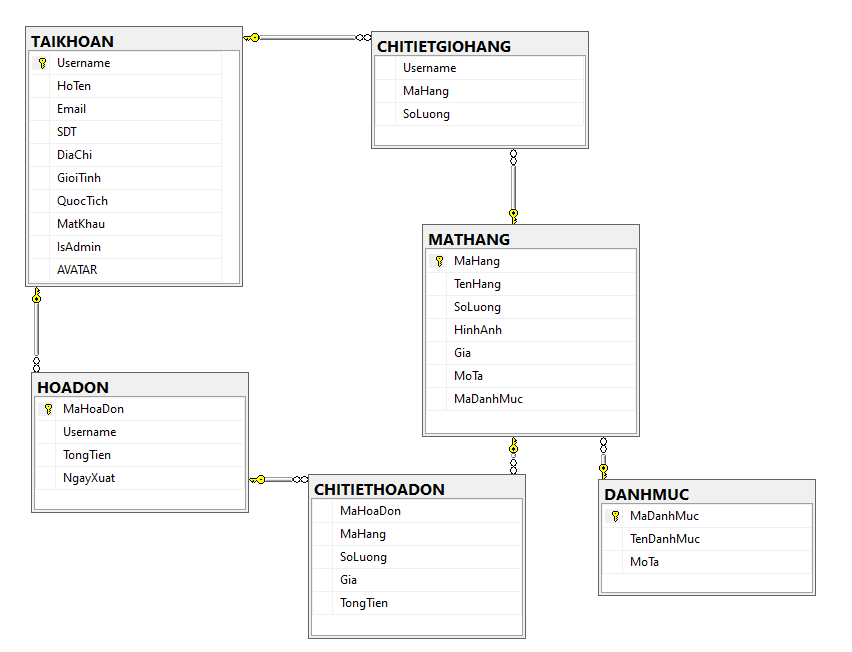 TAIKHOAN
Username
HoTen
Email
SDT
DiaChi
GioiTinh
QuocTich
MatKhau
IsAdmin
AVATAR
CHITIETGIOHANG
Username
MaHang
SoLuong
MATHANG
MaHang
TenHang
SoLuong
HinhAnh
Gia
MoTa
MaDanhMuc
HOADON
MaHoaDon
Username
TongTien
NgayXuat
CHITIETHOADON
MaHoaDon
MaHang
SoLuong
Gia
TongTien
DANHMUC
MaDanhMuc
TenDanhMuc
MoTa